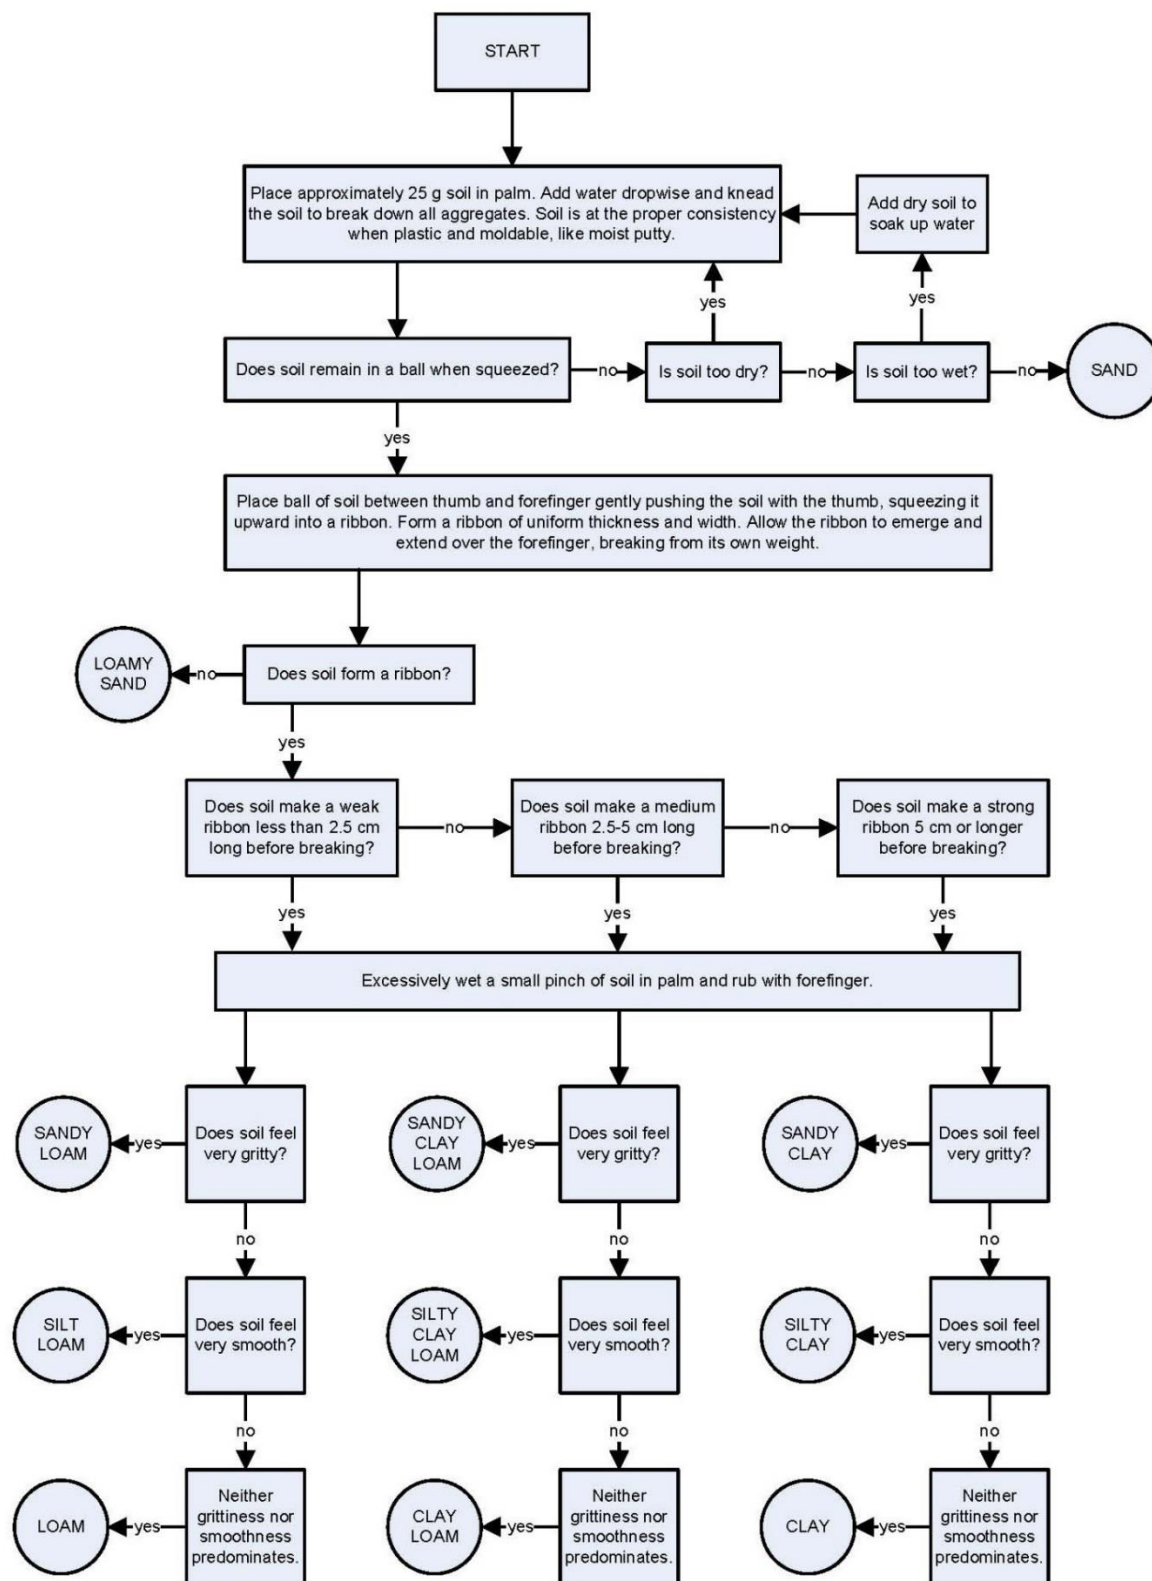 START
Place approximately 25 g soil in palm. Add water dropwise and knead
the soil to break down all aggregates. Soil is at the proper consistency
when plastic and moldable, like moist putty.
Add dry soil to
soak up water
yes
yes
Does soil remain in a ball when squeezed?
no
Is soil too dry?
no
Is soil too wet?
no
SAND
yes
Place ball of soil between thumb and forefinger gently pushing the soil with the thumb, squeezing it
upward into a ribbon. Form a ribbon of uniform thickness and width. Allow the ribbon to emerge and
extend over the forefinger, breaking from its own weight.
LOAMY
SAND
no
Does soil form a ribbon?
yes
Does soil make a weak
ribbon less than 2.5 cm
long before breaking?
no
Does soil make a medium
ribbon 2.5-5 cm long
before breaking?
no
Does soil make a strong
ribbon 5 cm or longer
before breaking?
yes
yes
yes
Excessively wet a small pinch of soil in palm and rub with forefinger.
SANDY
LOAM
yes
Does soil feel
very gritty?
SANDY
CLAY
LOAM
yes
Does soil feel
very gritty?
SANDY
CLAY
yes
Does soil feel
very gritty?
no
no
no
SILT
LOAM
yes
Does soil feel
very smooth?
SILTY
CLAY
LOAM
yes
Does soil feel
very smooth?
SILTY
CLAY
yes
Does soil feel
very smooth?
no
no
no
LOAM
yes
Neither
grittiness nor
smoothness
predominates.
CLAY
LOAM
yes
Neither
grittiness nor
smoothness
predominates.
CLAY
yes
Neither
grittiness nor
smoothness
predominates.